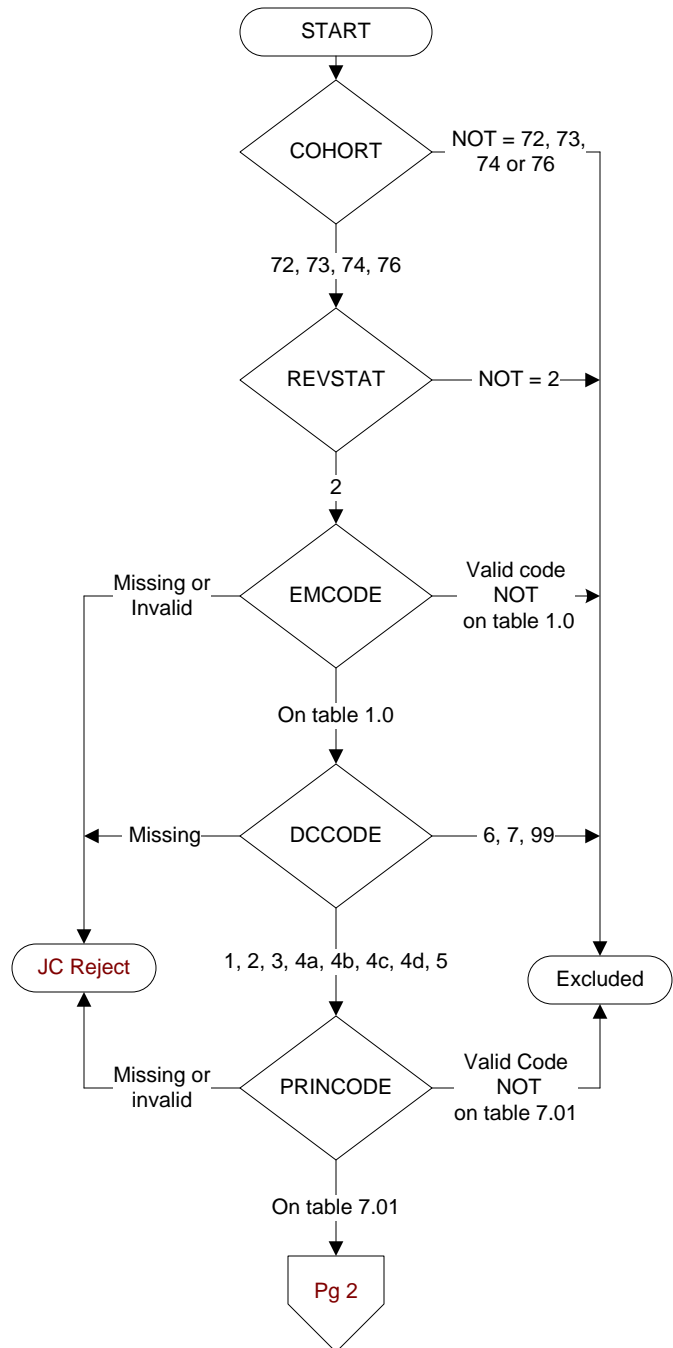 START
COHORT
NOT = 72, 73,
74 or 76
72, 73, 74, 76
REVSTAT
NOT = 2
2
Missing or
Invalid
EMCODE
Valid code
NOT
on table 1.0
On table 1.0
Missing
DCCODE
6, 7, 99
JC Reject
1, 2, 3, 4a, 4b, 4c, 4d, 5
Excluded
Missing or
invalid
PRINCODE
Valid Code
NOT
on table 7.01
On table 7.01
Pg 2